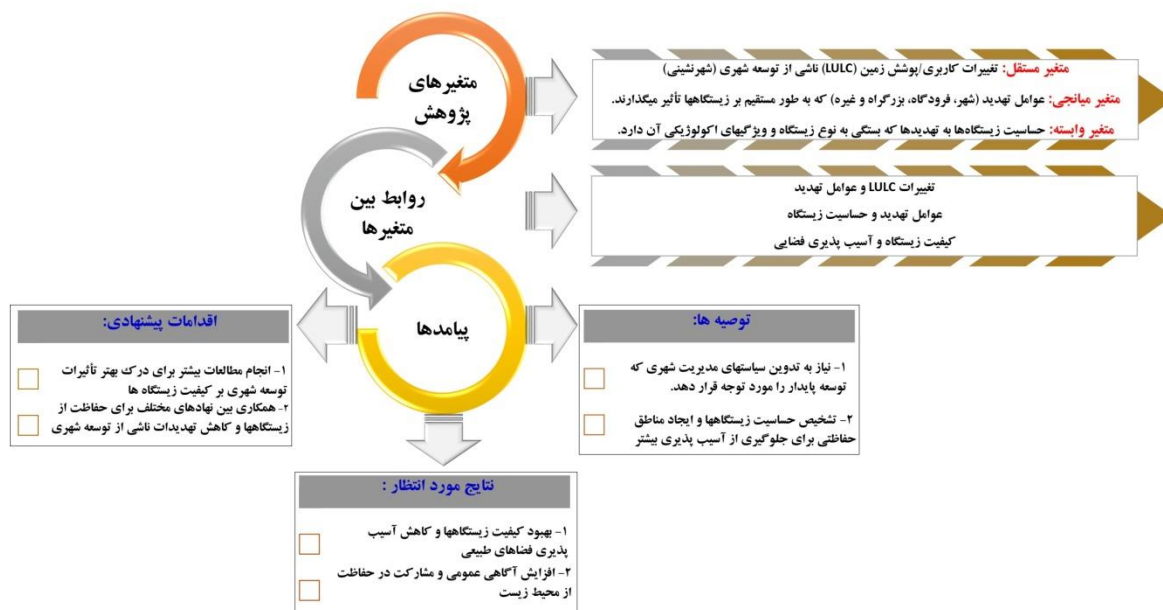 متغیرهای
پژوهش
متغیر مستقل: تغییرات کاربری/پوشش زمین (LULC) ناشی از توسعه شهری (شهرنشینی)
متغیر میانجی: عوامل تهدید (شهر، فرودگاه، بزرگراه و غیره) که به طور مستقیم بر زیستگاهها تأثیر میگذارند.
متغیر وابسته: حساسیت زیستگاه‌ها به تهدیدها که بستگی به نوع زیستگاه و ویژگیهای اکولوژیکی آن دارد.
روابط بین
متغیرها
تغییرات LULC و عوامل تهدید
عوامل تهدید و حساسیت زیستگاه
کیفیت زیستگاه و آسیب پذیری فضایی
پیامدها
توصیه ها:
۱- نیاز به تدوین سیاستهای مدیریت شهری که
توسعه پایدار را مورد توجه قرار دهد.
۲- تشخیص حساسیت زیستگاهها و ایجاد مناطق
حفاظتی برای جلوگیری از آسیب پذیری بیشتر
اقدامات پیشنهادی:
۱- انجام مطالعات بیشتر برای درک بهتر تأثیرات
توسعه شهری بر کیفیت زیستگاه ها
۲- همکاری بین نهادهای مختلف برای حفاظت از
زیستگاهها و کاهش تهدیدات ناشی از توسعه شهری
نتایج مورد انتظار :
۱- بهبود کیفیت زیستگاهها و کاهش آسیب
پذیری فضاهای طبیعی
۲- افزایش آگاهی عمومی و مشارکت در حفاظت
از محیط زیست